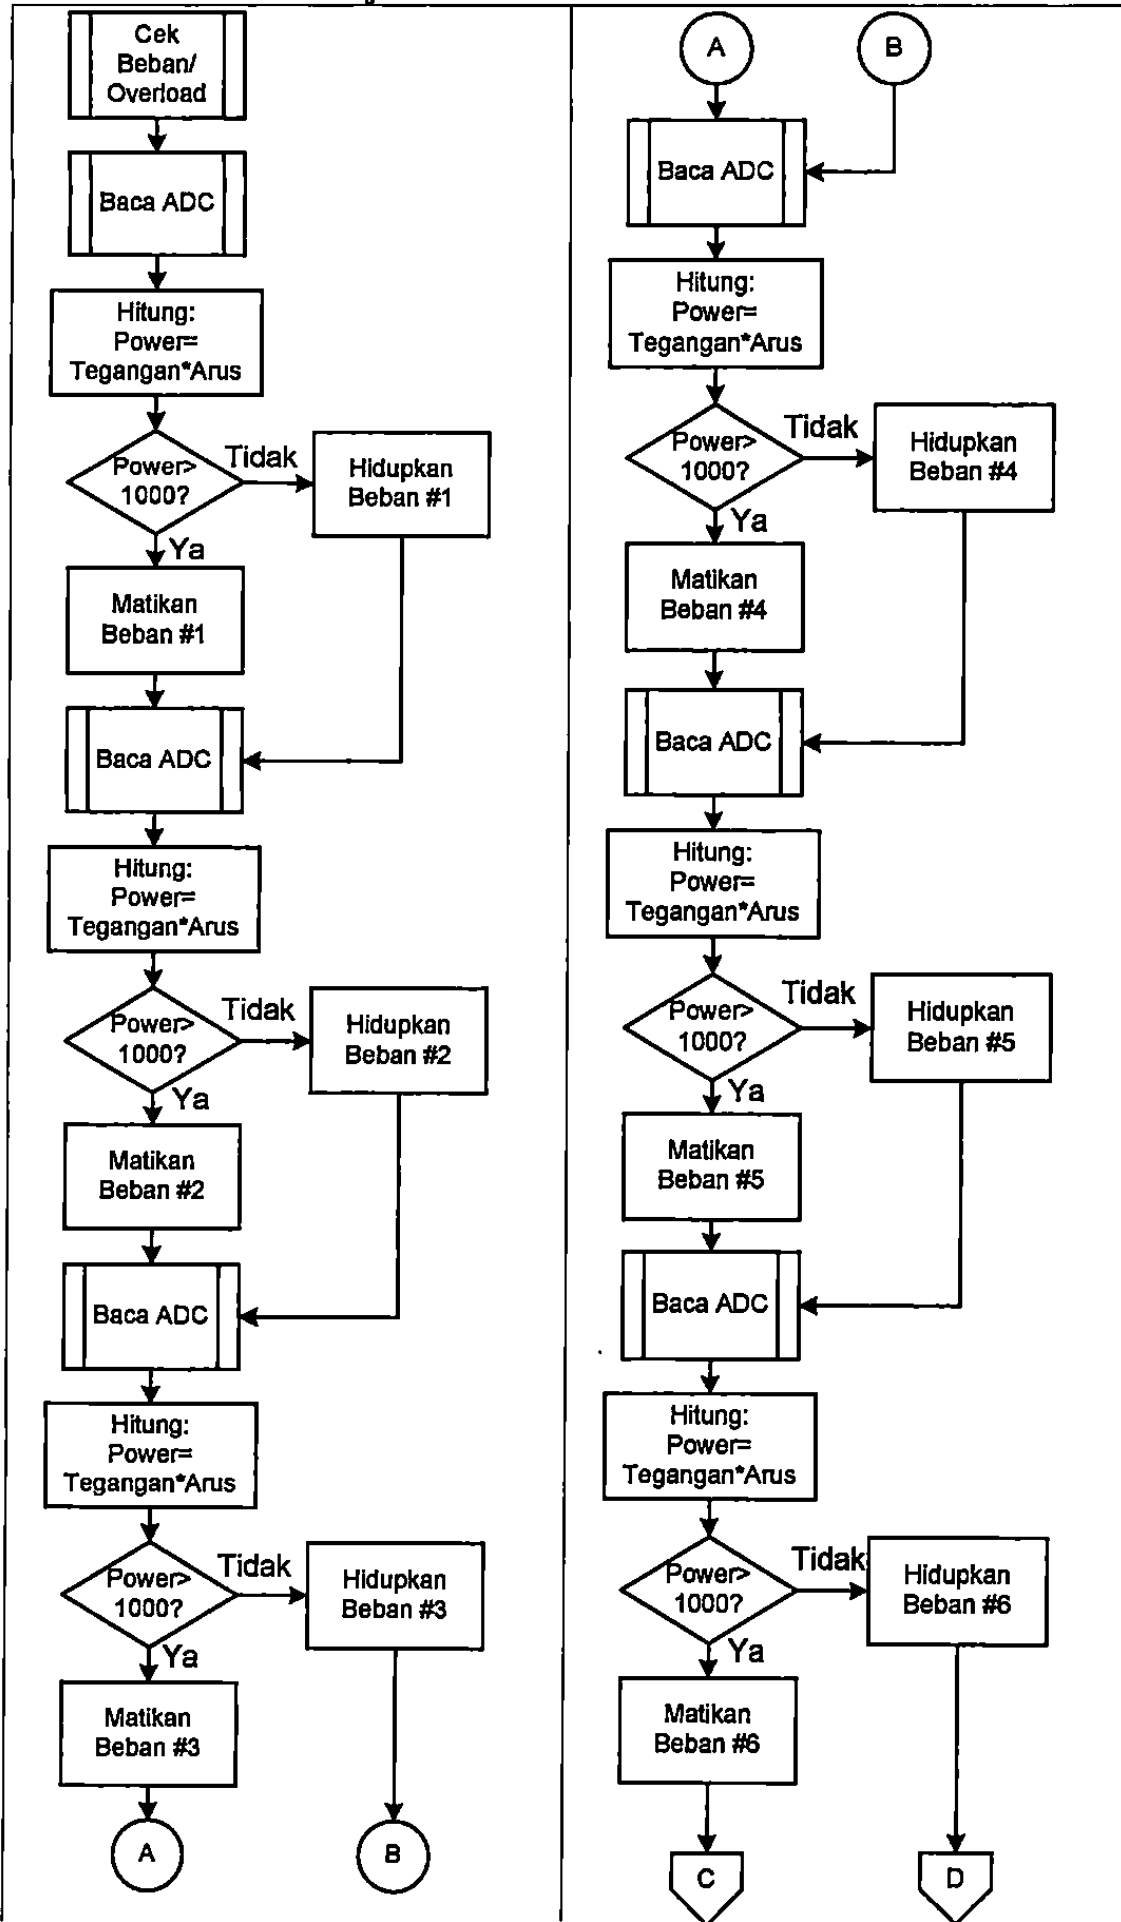 Cek
Beban/
Overload
Baca ADC
Hitung:
Power=
Tegangan*Arus
Power>
1000?
Tidak
Hidupkan
Beban #1
Ya
Matikan
Beban #1
Baca ADC
Hitung:
Power=
Tegangan*Arus
Power>
1000?
Tidak
Hidupkan
Beban #2
Ya
Matikan
Beban #2
Baca ADC
Hitung:
Power=
Tegangan*Arus
Power>
1000?
Tidak
Hidupkan
Beban #3
Ya
Matikan
Beban #3
A
B
A
B
Baca ADC
Hitung:
Power=
Tegangan*Arus
Power>
1000?
Tidak
Hidupkan
Beban #4
Ya
Matikan
Beban #4
Baca ADC
Hitung:
Power=
Tegangan*Arus
Power>
1000?
Tidak
Hidupkan
Beban #5
Ya
Matikan
Beban #5
Baca ADC
Hitung:
Power=
Tegangan*Arus
Power>
1000?
Tidak
Hidupkan
Beban #6
Ya
Matikan
Beban #6
C
D